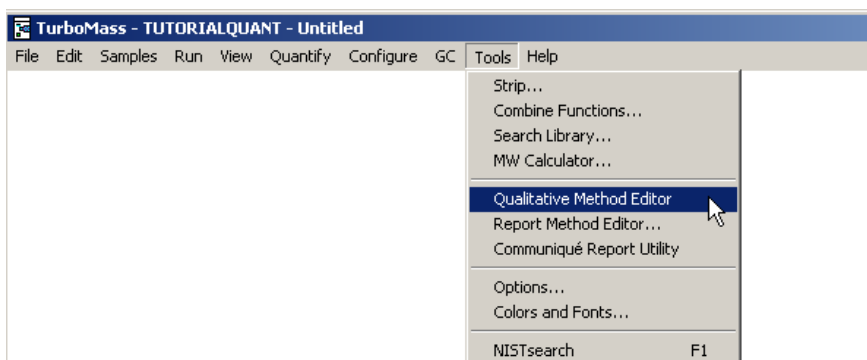 TurboMass - TUTORIALQUANT - Untitled
File Edit Samples Run View Quantify Configure GC Tools Help
Strip...
Combine Functions...
Search Library...
MW Calculator...
Qualitative Method Editor
Report Method Editor...
Communiqué Report Utility
Options...
Colors and Fonts...
NISTsearch F1